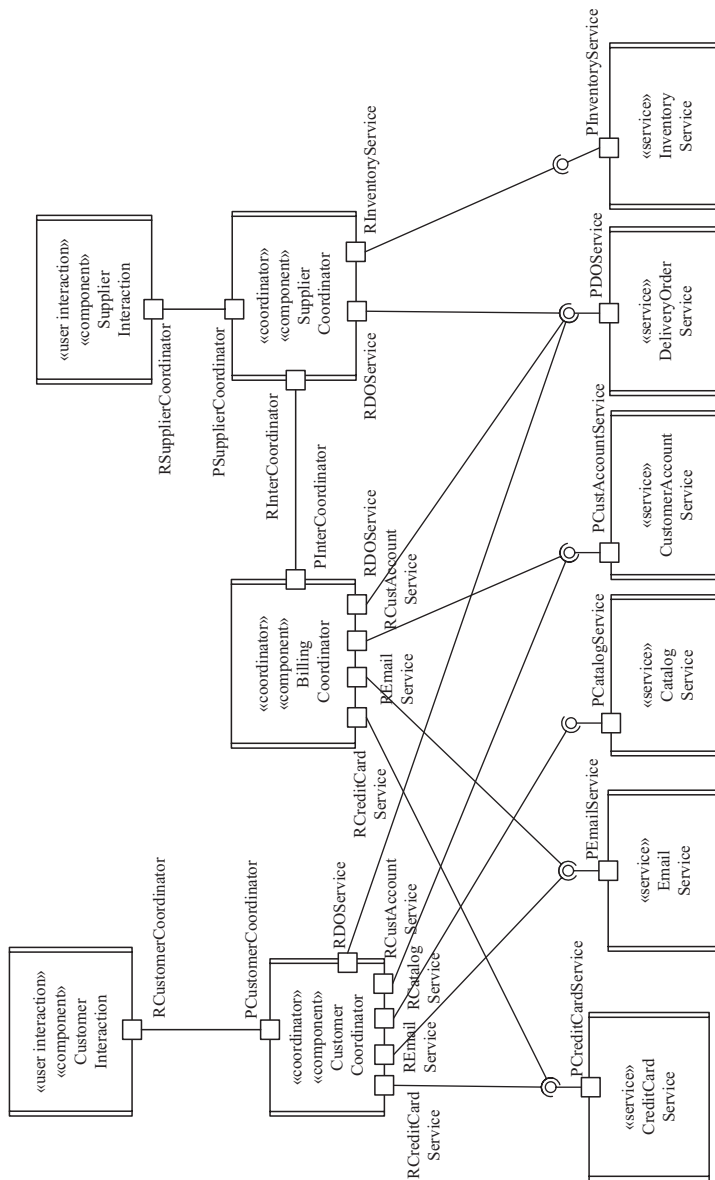 «user interaction»
«component»
Customer
Interaction
RCustomerCoordinator
PCustomerCoordinator
«coordinator»
«component»
Customer
Coordinator
RDOService
RCustAccount
Service
RCatalog
Service
REmail
Service
RCreditCard
Service
«coordinator»
«component»
Billing
Coordinator
PInterCoordinator
RDOService
RCustAccount
Service
REmail
Service
RCreditCard
Service
«user interaction»
«component»
Supplier
Interaction
RSupplierCoordinator
PSupplierCoordinator
«coordinator»
«component»
Supplier
Coordinator
RInterCoordinator
RDOService
RInventoryService
PCreditCardService
«service»
CreditCard
Service
PEmailService
«service»
Email
Service
PCatalogService
«service»
Catalog
Service
PCustAccountService
«service»
CustomerAccount
Service
PDOService
«service»
DeliveryOrder
Service
PInventoryService
«service»
Inventory
Service